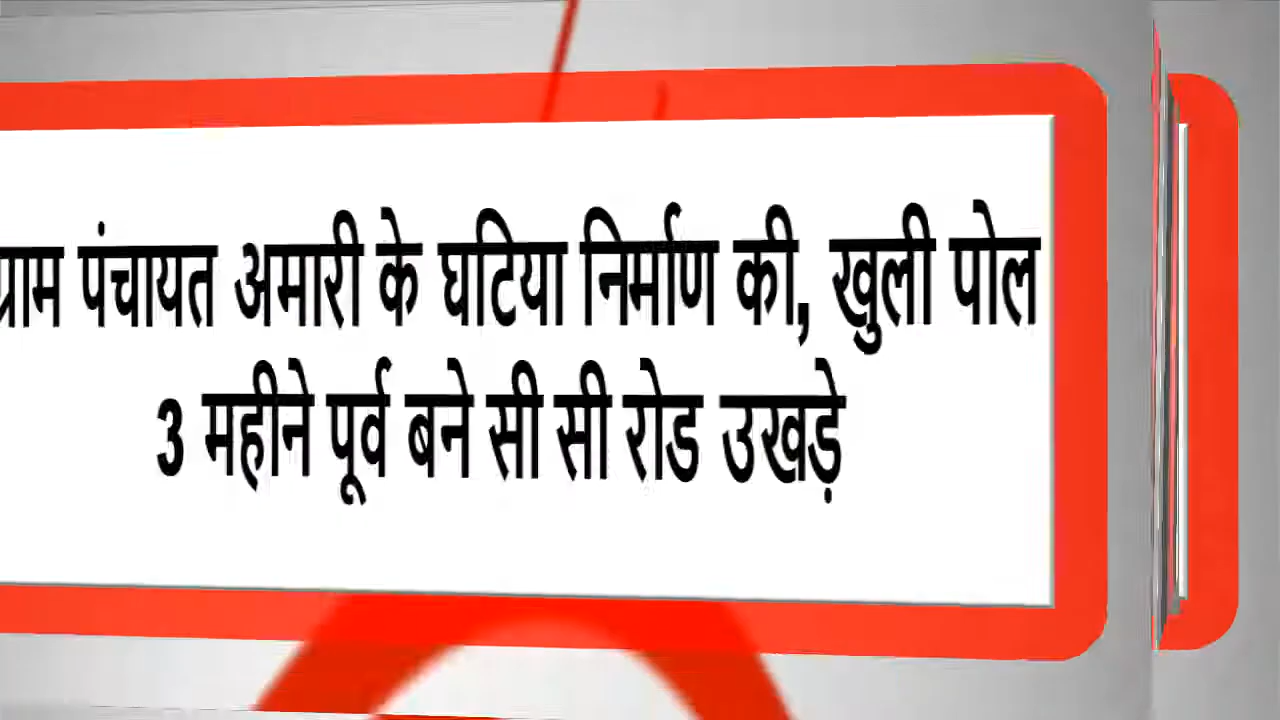 ग्राम पंचायत अमारी के घटिया निर्माण की, खुली पोल
3 महीने पूर्व बने सी सी रोड उखड़े